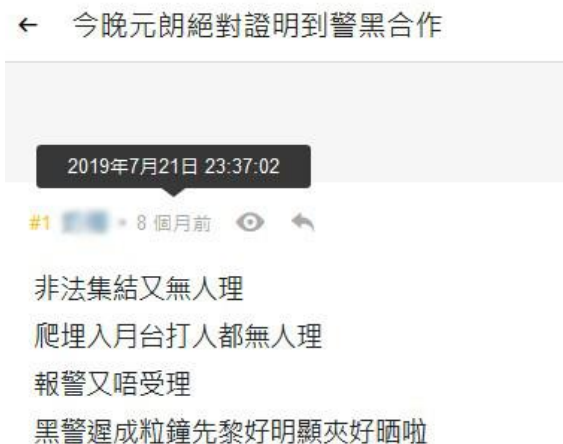 今晚元朗絕對證明到警黑合作
2019年7月21日 23:37:02
#1 • 8 個月前
非法集結又無人理
爬埋入月台打人都無人理
報警又唔受理
黑警遲成粒鐘先黎好明顯夾好晒啦